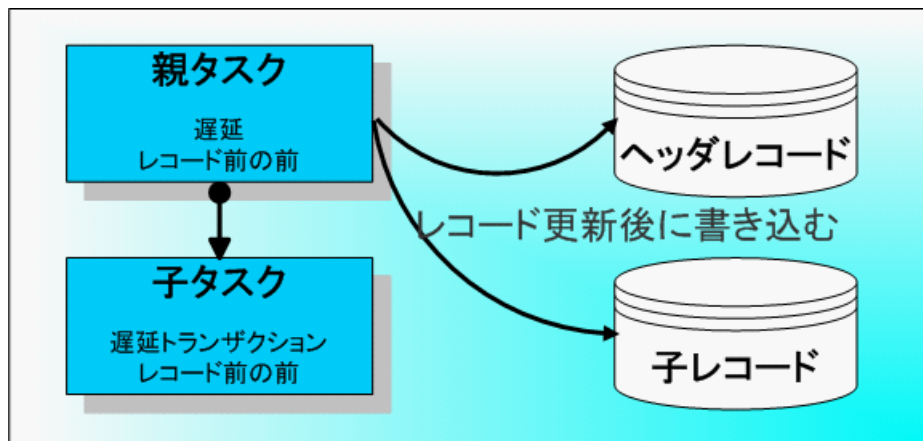 親タスク
遅延
レコード前の前
ヘッダレコード
レコード更新後に書き込む
子タスク
遅延トランザクション
レコード前の前
子レコード